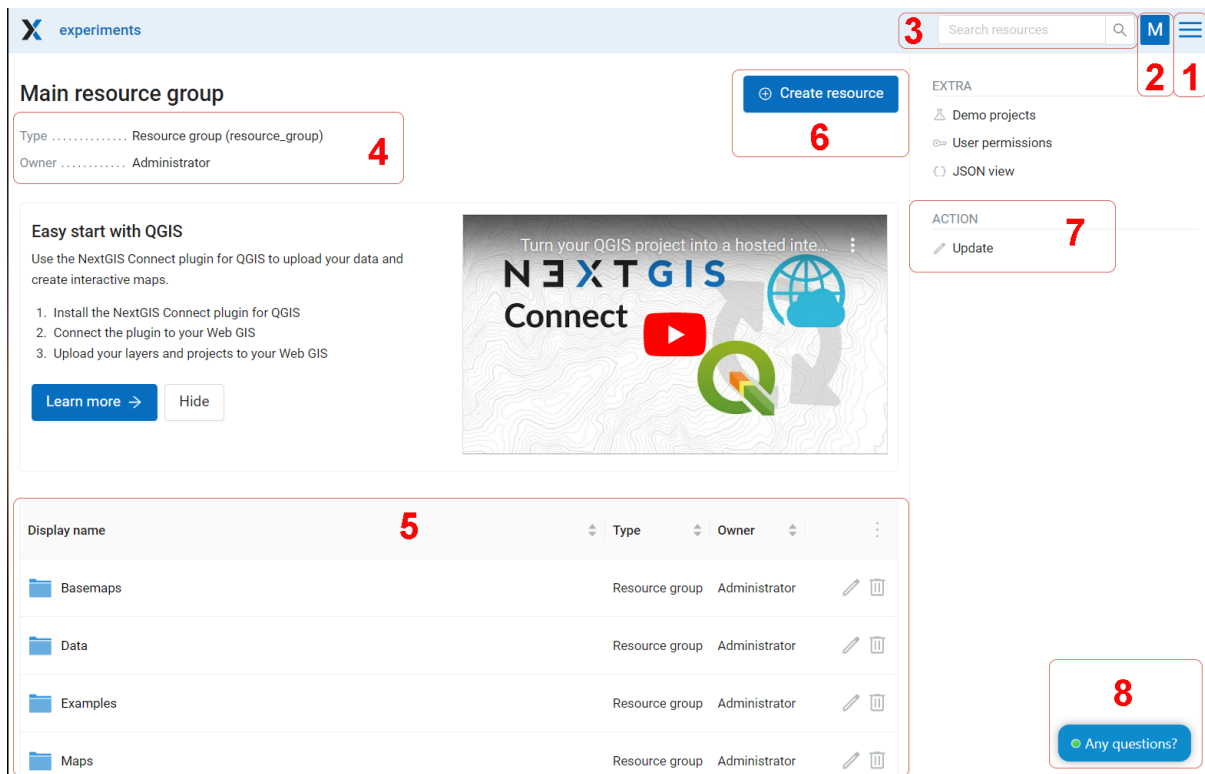 experiments
3
Search resources
M
2
1
Main resource group
Create resource
6
Type ............. Resource group (resource_group)
Owner ............ Administrator
4
EXTRA
Demo projects
User permissions
JSON view
ACTION
Update
7
Easy start with QGIS
Use the NextGIS Connect plugin for QGIS to upload your data and
create interactive maps.
1. Install the NextGIS Connect plugin for QGIS
2. Connect the plugin to your Web GIS
3. Upload your layers and projects to your Web GIS
Learn more →
Hide
Turn your QGIS project into a hosted inte...
NEXTGIS
Connect
5
Display name Type Owner
Basemaps Resource group Administrator
Data Resource group Administrator
Examples Resource group Administrator
Maps Resource group Administrator
8
Any questions?